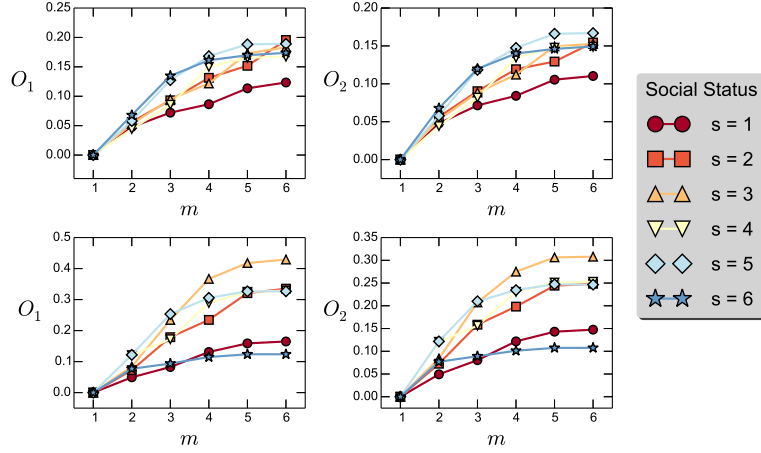 0.25
0.20
0.15
0.10
0.05
0.00
O1
1 2 3 4 5 6
m
0.20
0.15
0.10
0.05
0.00
O2
1 2 3 4 5 6
m
0.5
0.4
0.3
0.2
0.1
0.0
O1
1 2 3 4 5 6
m
0.35
0.30
0.25
0.20
0.15
0.10
0.05
0.00
O2
1 2 3 4 5 6
m
Social Status
s = 1
s = 2
s = 3
s = 4
s = 5
s = 6